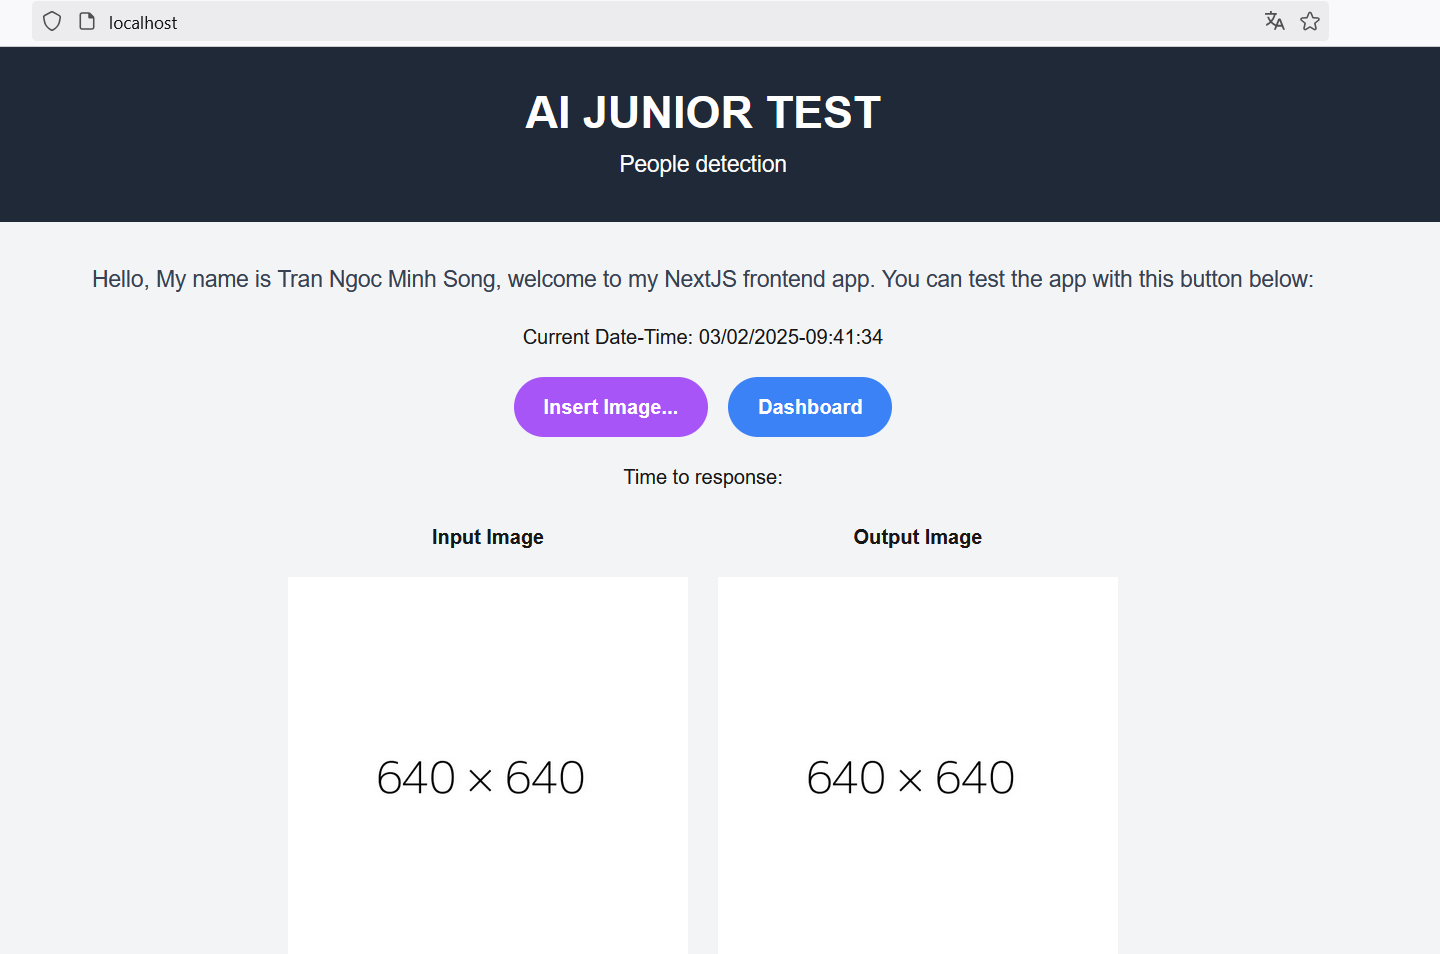 localhost
AI JUNIOR TEST
People detection
Hello, My name is Tran Ngoc Minh Song, welcome to my NextJS frontend app. You can test the app with this button below:
Current Date-Time: 03/02/2025-09:41:34
Insert Image... Dashboard
Time to response:
Input Image Output Image
640 × 640 640 × 640